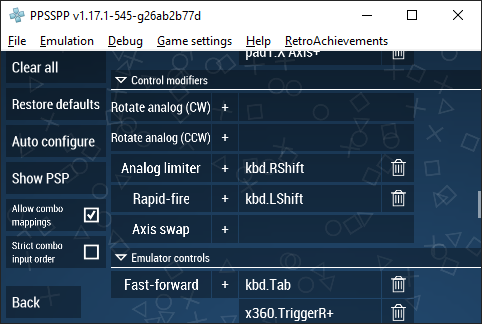 PPSSPP v1.17.1-545-g26ab2b77d
File Emulation Debug Game settings Help RetroAchievements
Clear all
Restore defaults
Auto configure
Show PSP
Allow combo
mappings
Strict combo
input order
Back
pad1.X Axis+
Control modifiers
Rotate analog (CW) +
Rotate analog (CCW) +
Analog limiter + kbd.RShift
Rapid-fire + kbd.LShift
Axis swap +
Emulator controls
Fast-forward + kbd.Tab
x360.TriggerR+